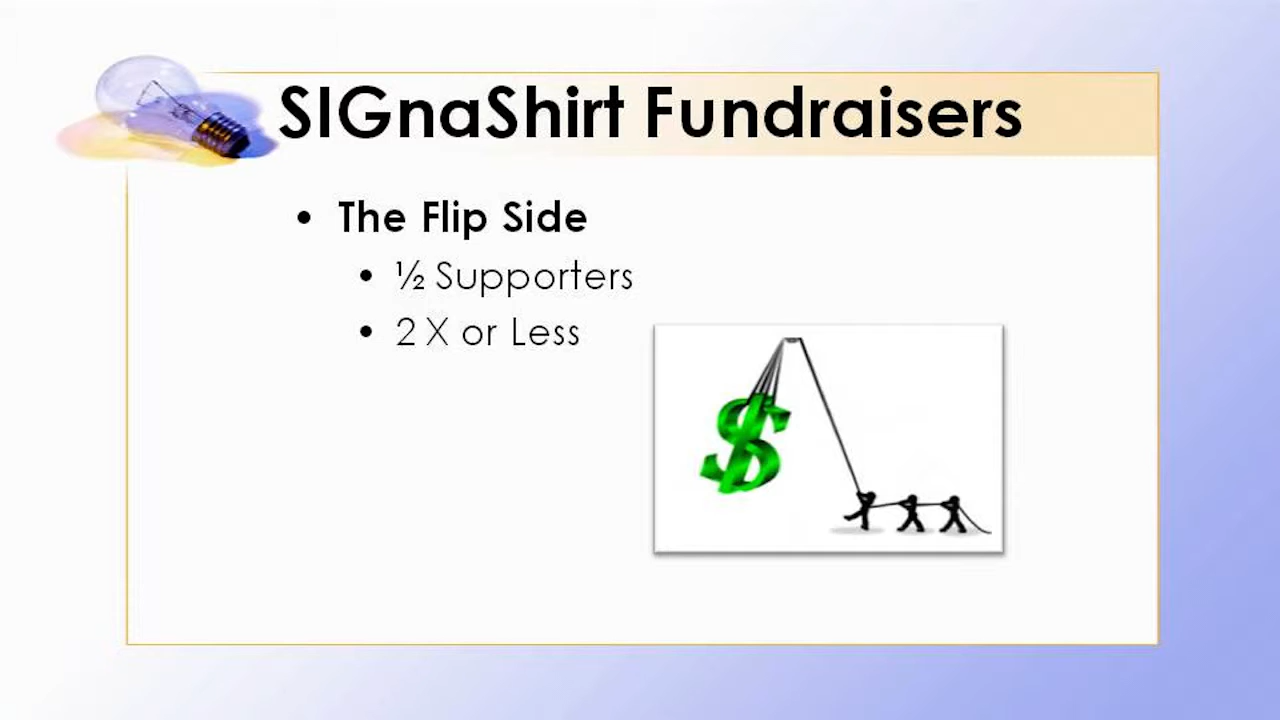 SIGnaShirt Fundraisers
• The Flip Side
• ½ Supporters
• 2 X or Less
$